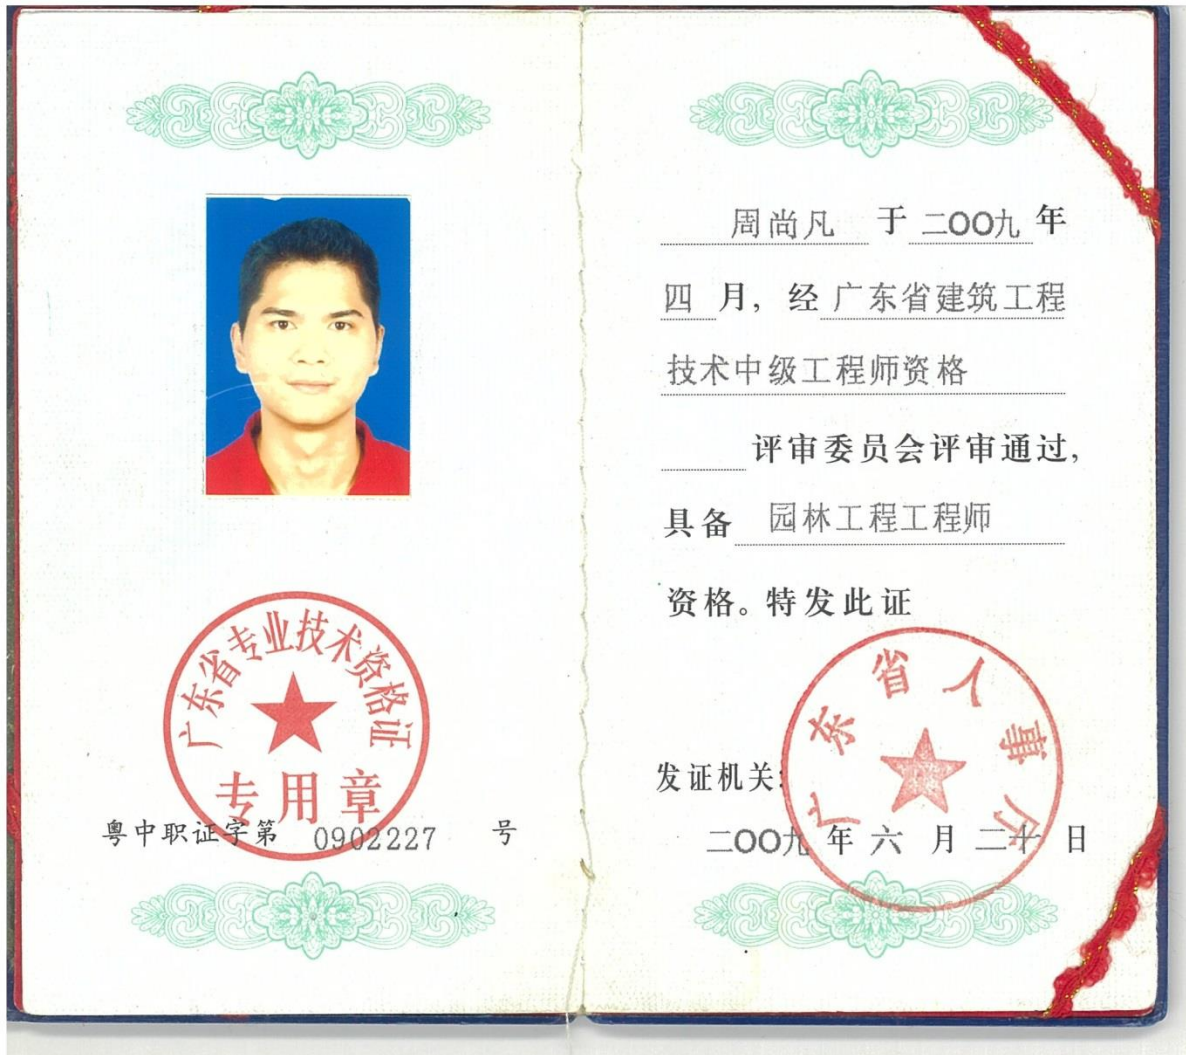 广东省专业技术资格证
专用章
粤中职证字第 0902227 号
周尚凡 于 二〇〇九 年
四 月，经 广东省建筑工程
技术中级工程师资格
评审委员会评审通过，
具备 园林工程工程师
资格。特发此证
广东省人事厅
发证机关：
二〇〇九 年 六 月 二十 日